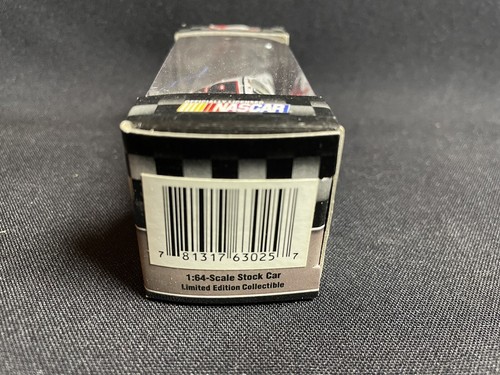 NASCAR
7 81317 63025 7
1:64-Scale Stock Car
Limited Edition Collectible